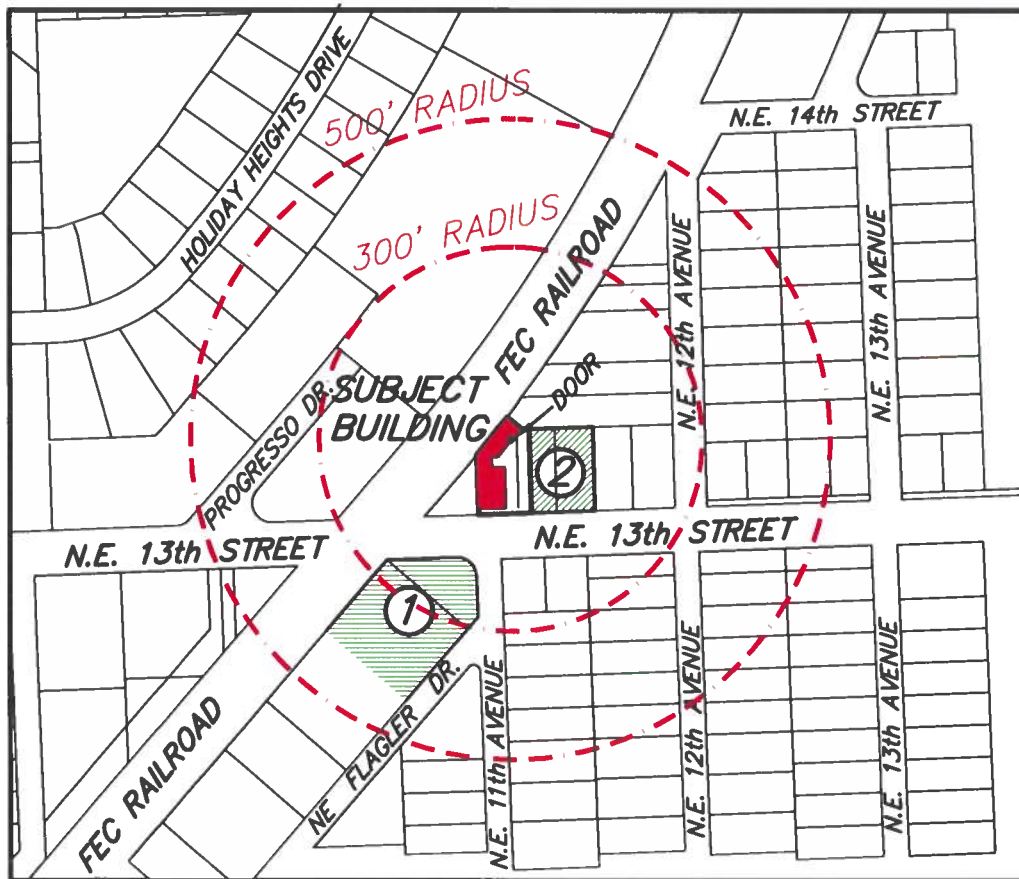 HOLIDAY HEIGHTS DRIVE
500' RADIUS
N.E. 14th STREET
300' RADIUS
FEC RAILROAD
N.E. 12th AVENUE
N.E. 13th AVENUE
PROGRESSO DR.
SUBJECT
BUILDING
DOOR
2
N.E. 13th STREET
N.E. 13th STREET
1
FEC RAILROAD
NE FLAGLER DR.
N.E. 11th AVENUE
N.E. 12th AVENUE
N.E. 13th AVENUE